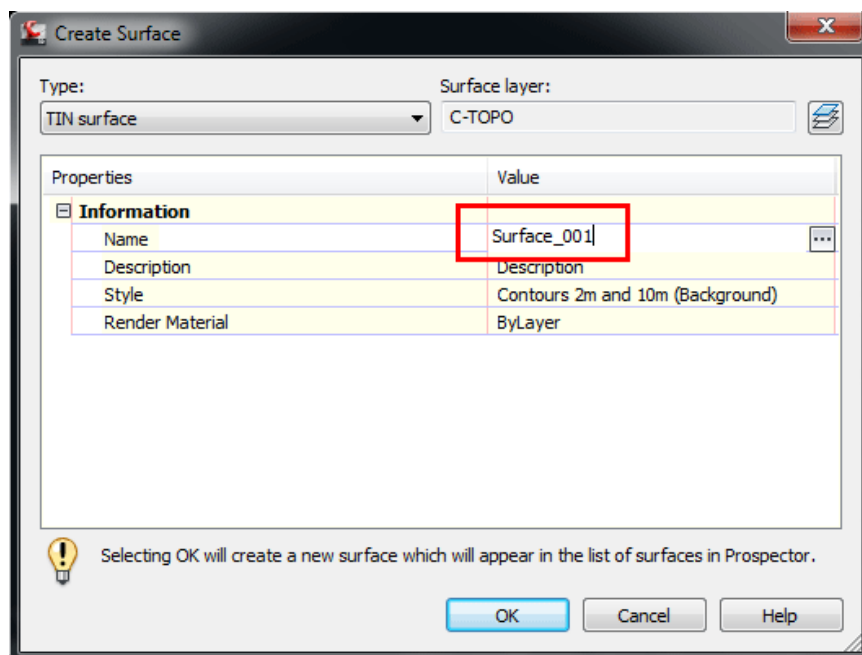 Create Surface
Type: Surface layer:
TIN surface C-TOPO
Properties Value
Information
Name Surface_001
Description Description
Style Contours 2m and 10m (Background)
Render Material ByLayer
Selecting OK will create a new surface which will appear in the list of surfaces in Prospector.
OK Cancel Help